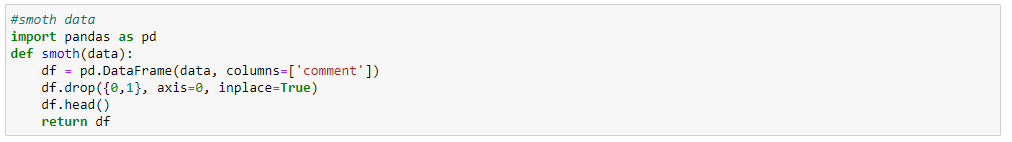 #smoth data
import pandas as pd
def smoth(data):
    df = pd.DataFrame(data, columns=['comment'])
    df.drop({0,1}, axis=0, inplace=True)
    df.head()
    return df